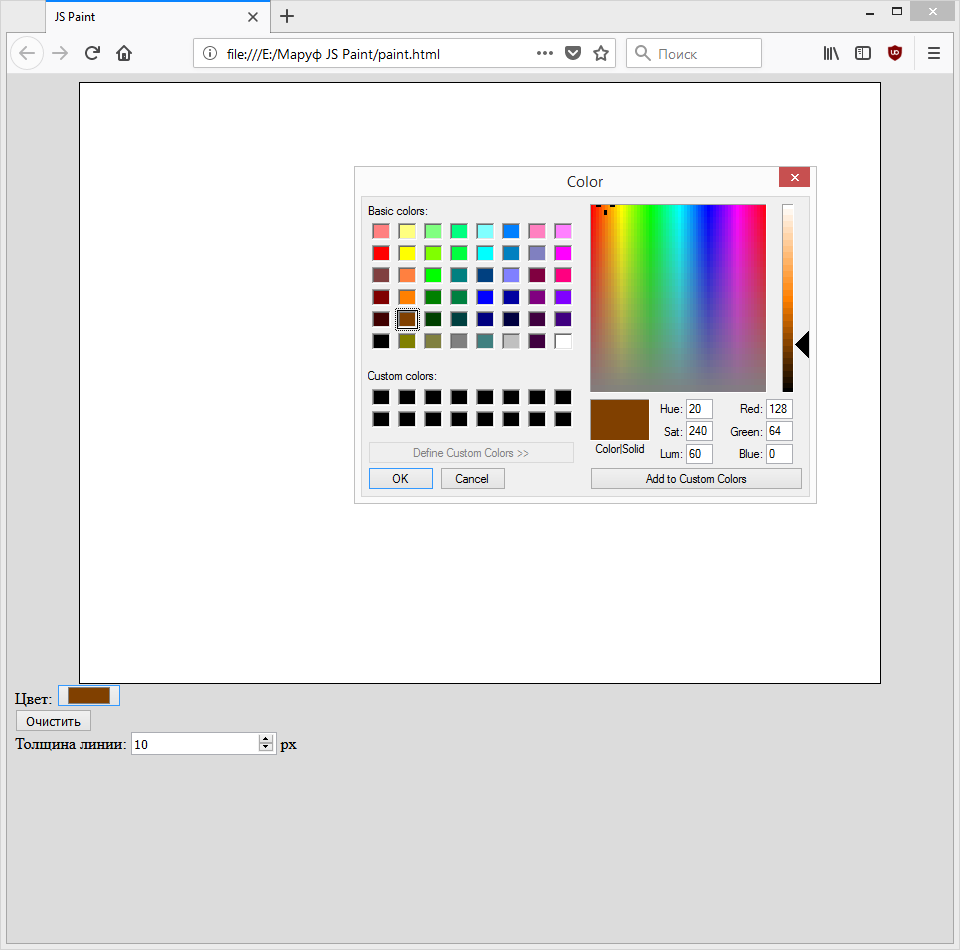 JS Paint
file:///E:/Маруф JS Paint/paint.html
Поиск
Color
Basic colors:
Custom colors:
Define Custom Colors >>
OK Cancel
Hue: 20 Red: 128
Sat: 240 Green: 64
Color|Solid
Lum: 60 Blue: 0
Add to Custom Colors
Цвет:
Очистить
Толщина линии: 10 px